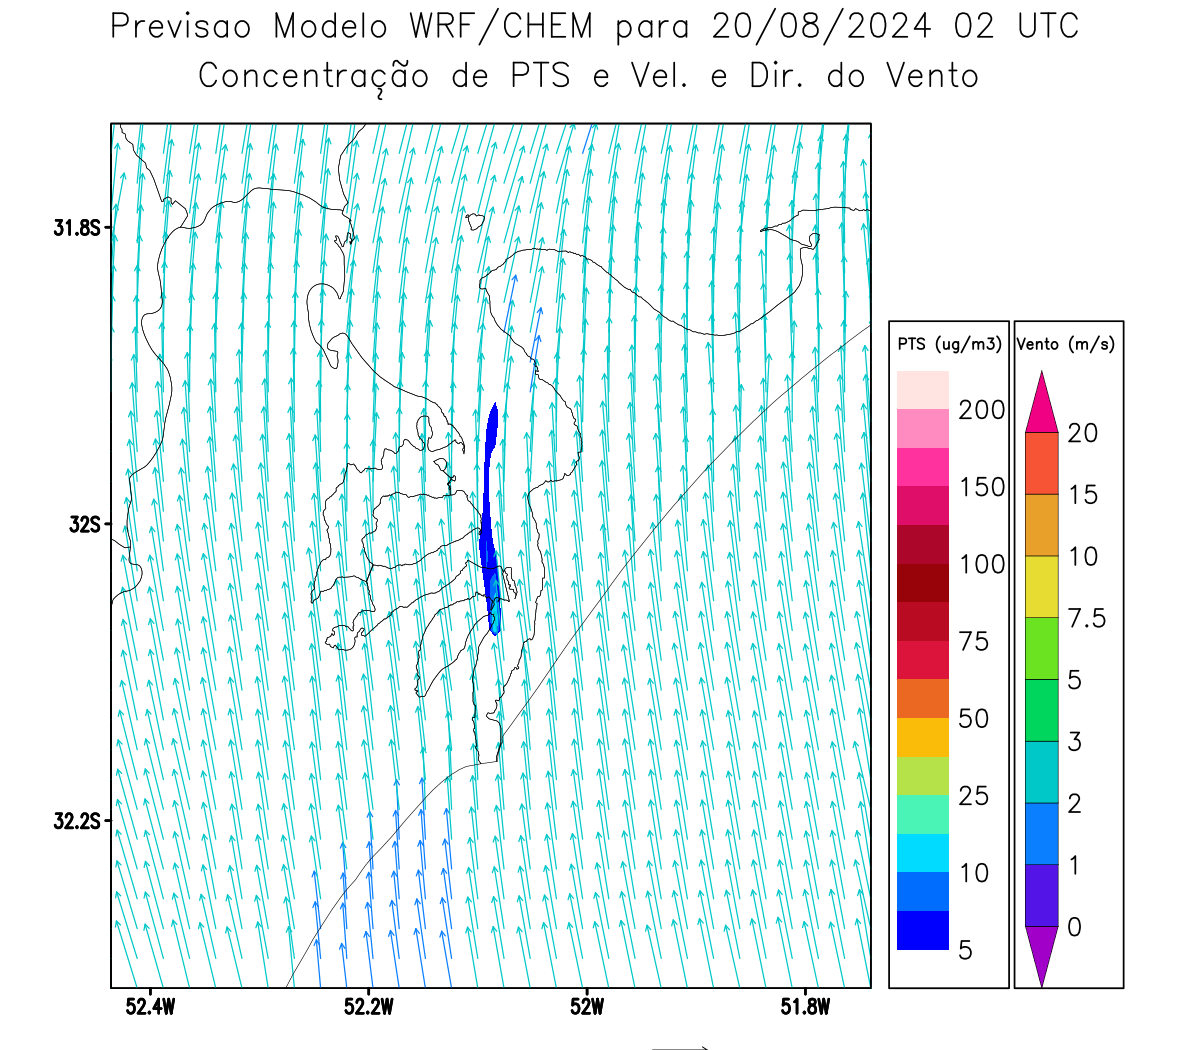 Previsao Modelo WRF/CHEM para 20/08/2024 02 UTC
Concentração de PTS e Vel. e Dir. do Vento
31.8S
32S
32.2S
52.4W
52.2W
52W
51.8W
PTS (ug/m3)
200
150
100
75
50
25
10
5
Vento (m/s)
20
15
10
7.5
5
3
2
1
0